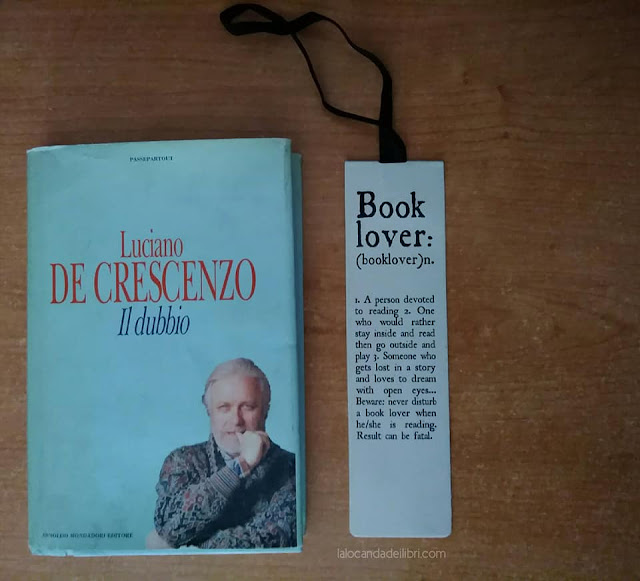 PASSEPARTOUT
Luciano
DE CRESCENZO
Il dubbio
ARNOLDO MONDADORI EDITORE
Book
lover:
(booklover)n.
1. A person devoted
to reading 2. One
who would rather
stay inside and read
then go outside and
play 3. Someone who
gets lost in a story
and loves to dream
with open eyes...
Beware: never disturb
a book lover when
he/she is reading.
Result can be fatal.
lalocandadeilibri.com